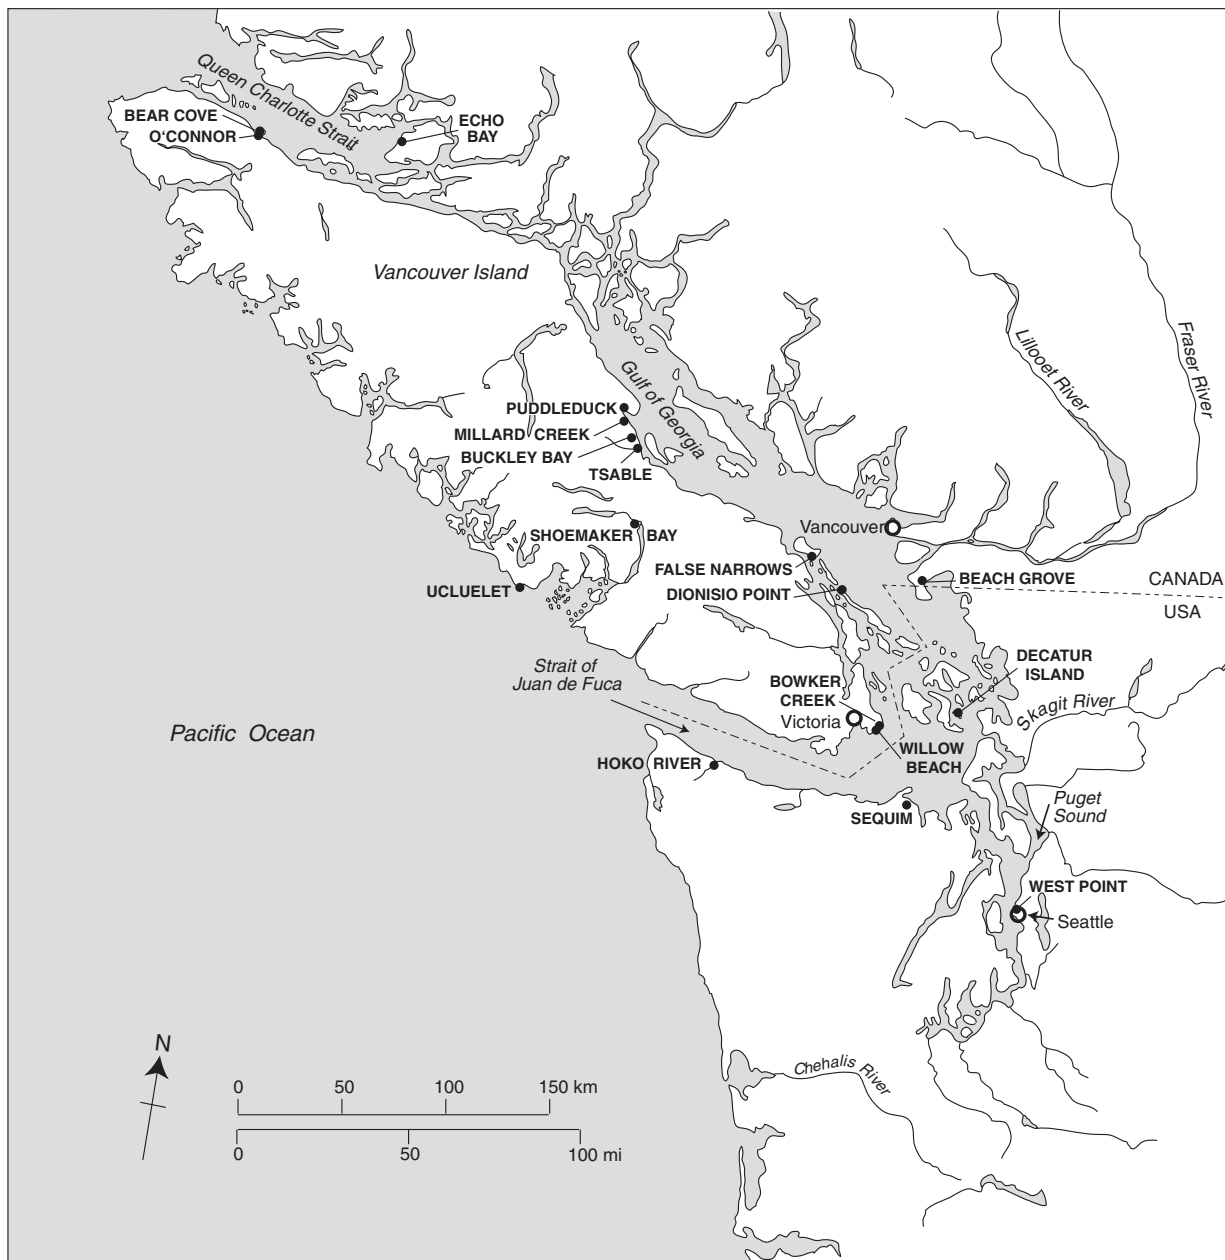 Queen Charlotte Strait
BEAR COVE
O‘CONNOR
ECHO
BAY
Vancouver Island
Fraser River
Lillooet River
Gulf of Georgia
PUDDLEDUCK
MILLARD CREEK
BUCKLEY BAY
TSABLE
Vancouver
SHOEMAKER BAY
FALSE NARROWS
BEACH GROVE
CANADA
UCLUELET
DIONISIO POINT
USA
DECATUR
ISLAND
Strait of
Juan de Fuca
BOWKER
CREEK
Victoria
Skagit River
Pacific Ocean
WILLOW
BEACH
HOKO RIVER
SEQUIM
Puget
Sound
WEST POINT
Seattle
N
Chehalis River
0 50 100 150 km
0 50 100 mi